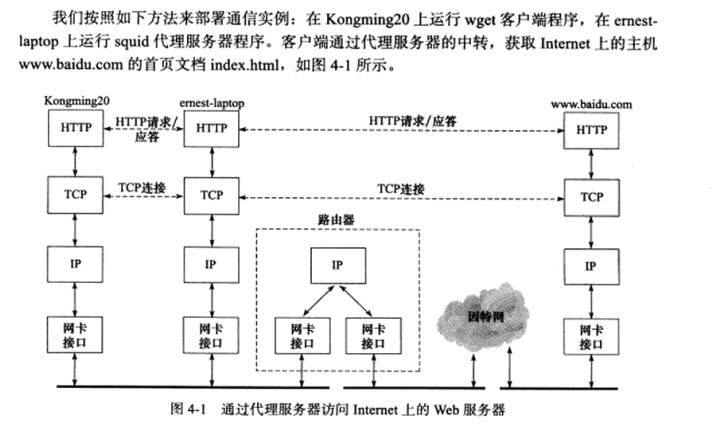 我们按照如下方法来部署通信实例：在 Kongming20 上运行 wget 客户端程序，在 ernest-
laptop 上运行 squid 代理服务器程序。客户端通过代理服务器的中转，获取 Internet 上的主机
www.baidu.com 的首页文档 index.html，如图 4-1 所示。
Kongming20
ernest-laptop
www.baidu.com
HTTP
HTTP请求/
应答
HTTP
HTTP请求/应答
HTTP
TCP
TCP连接
TCP
TCP连接
TCP
路由器
IP
IP
IP
IP
因特网
网卡
接口
网卡
接口
网卡
接口
网卡
接口
网卡
接口
图 4-1 通过代理服务器访问 Internet 上的 Web 服务器